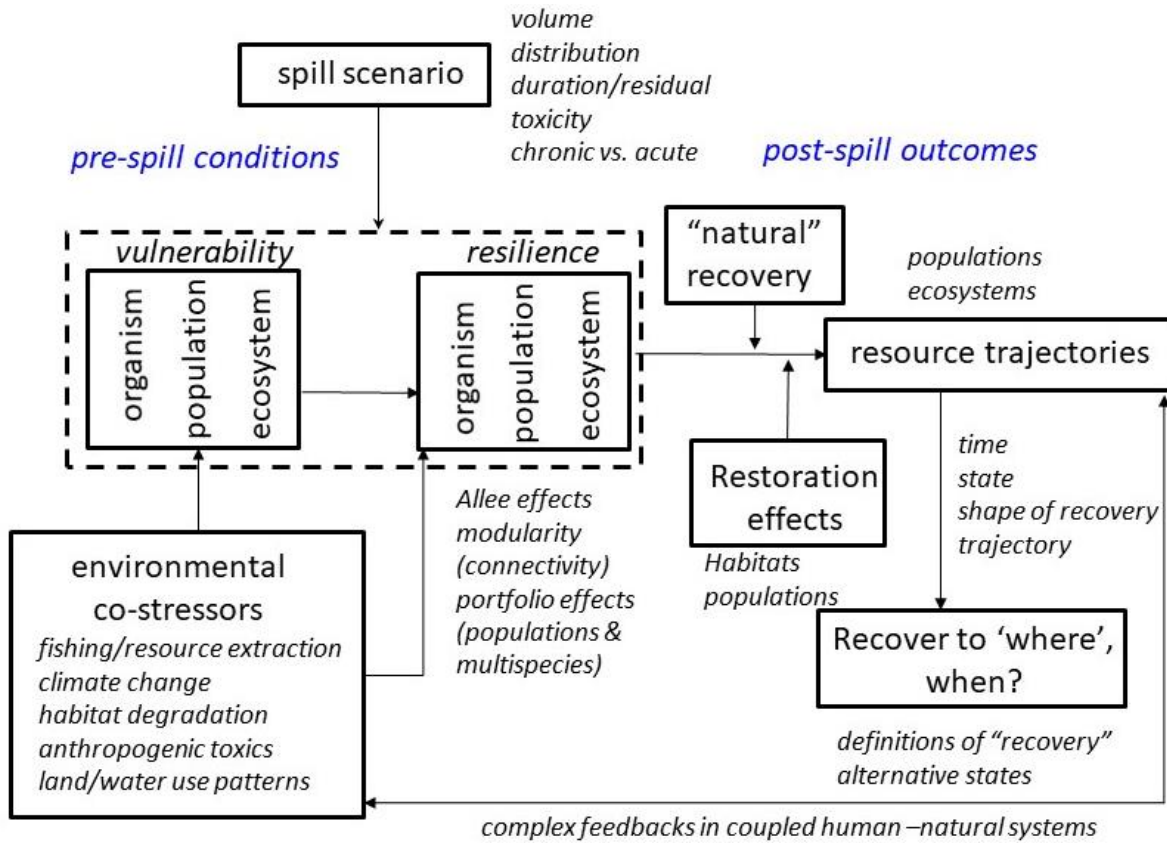 volume
distribution
duration/residual
toxicity
chronic vs. acute
spill scenario
pre-spill conditions
post-spill outcomes
vulnerability
organism
population
ecosystem
resilience
organism
population
ecosystem
"natural"
recovery
populations
ecosystems
resource trajectories
Restoration
effects
Habitats
populations
time
state
shape of recovery
trajectory
Recover to 'where',
when?
definitions of "recovery"
alternative states
Allee effects
modularity
(connectivity)
portfolio effects
(populations &
multispecies)
environmental
co-stressors
fishing/resource extraction
climate change
habitat degradation
anthropogenic toxics
land/water use patterns
complex feedbacks in coupled human –natural systems